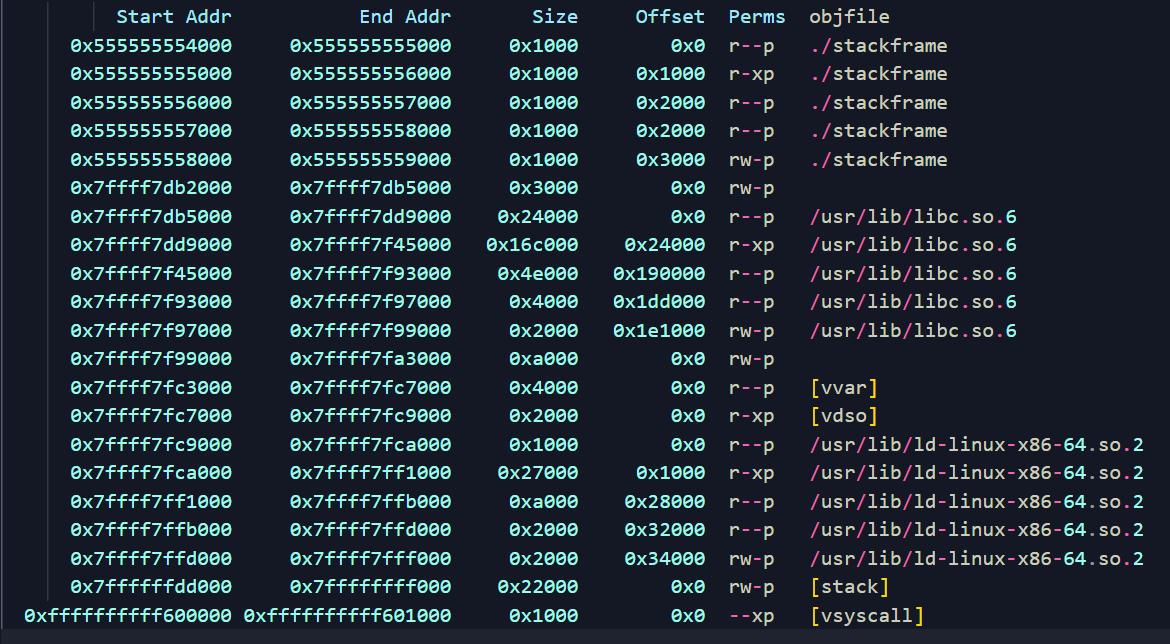 Start Addr End Addr Size Offset Perms objfile
0x555555554000 0x555555555000 0x1000 0x0 r--p ./stackframe
0x555555555000 0x555555556000 0x1000 0x1000 r-xp ./stackframe
0x555555556000 0x555555557000 0x1000 0x2000 r--p ./stackframe
0x555555557000 0x555555558000 0x1000 0x2000 r--p ./stackframe
0x555555558000 0x555555559000 0x1000 0x3000 rw-p ./stackframe
0x7ffff7db2000 0x7ffff7db5000 0x3000 0x0 rw-p
0x7ffff7db5000 0x7ffff7dd9000 0x24000 0x0 r--p /usr/lib/libc.so.6
0x7ffff7dd9000 0x7ffff7f45000 0x16c000 0x24000 r-xp /usr/lib/libc.so.6
0x7ffff7f45000 0x7ffff7f93000 0x4e000 0x190000 r--p /usr/lib/libc.so.6
0x7ffff7f93000 0x7ffff7f97000 0x4000 0x1dd000 r--p /usr/lib/libc.so.6
0x7ffff7f97000 0x7ffff7f99000 0x2000 0x1e1000 rw-p /usr/lib/libc.so.6
0x7ffff7f99000 0x7ffff7fa3000 0xa000 0x0 rw-p
0x7ffff7fc3000 0x7ffff7fc7000 0x4000 0x0 r--p [vvar]
0x7ffff7fc7000 0x7ffff7fc9000 0x2000 0x0 r-xp [vdso]
0x7ffff7fc9000 0x7ffff7fca000 0x1000 0x0 r--p /usr/lib/ld-linux-x86-64.so.2
0x7ffff7fca000 0x7ffff7ff1000 0x27000 0x1000 r-xp /usr/lib/ld-linux-x86-64.so.2
0x7ffff7ff1000 0x7ffff7ffb000 0xa000 0x28000 r--p /usr/lib/ld-linux-x86-64.so.2
0x7ffff7ffb000 0x7ffff7ffd000 0x2000 0x32000 r--p /usr/lib/ld-linux-x86-64.so.2
0x7ffff7ffd000 0x7ffff7fff000 0x2000 0x34000 rw-p /usr/lib/ld-linux-x86-64.so.2
0x7ffffffdd000 0x7ffffffff000 0x22000 0x0 rw-p [stack]
0xffffffffff600000 0xffffffffff601000 0x1000 0x0 --xp [vsyscall]